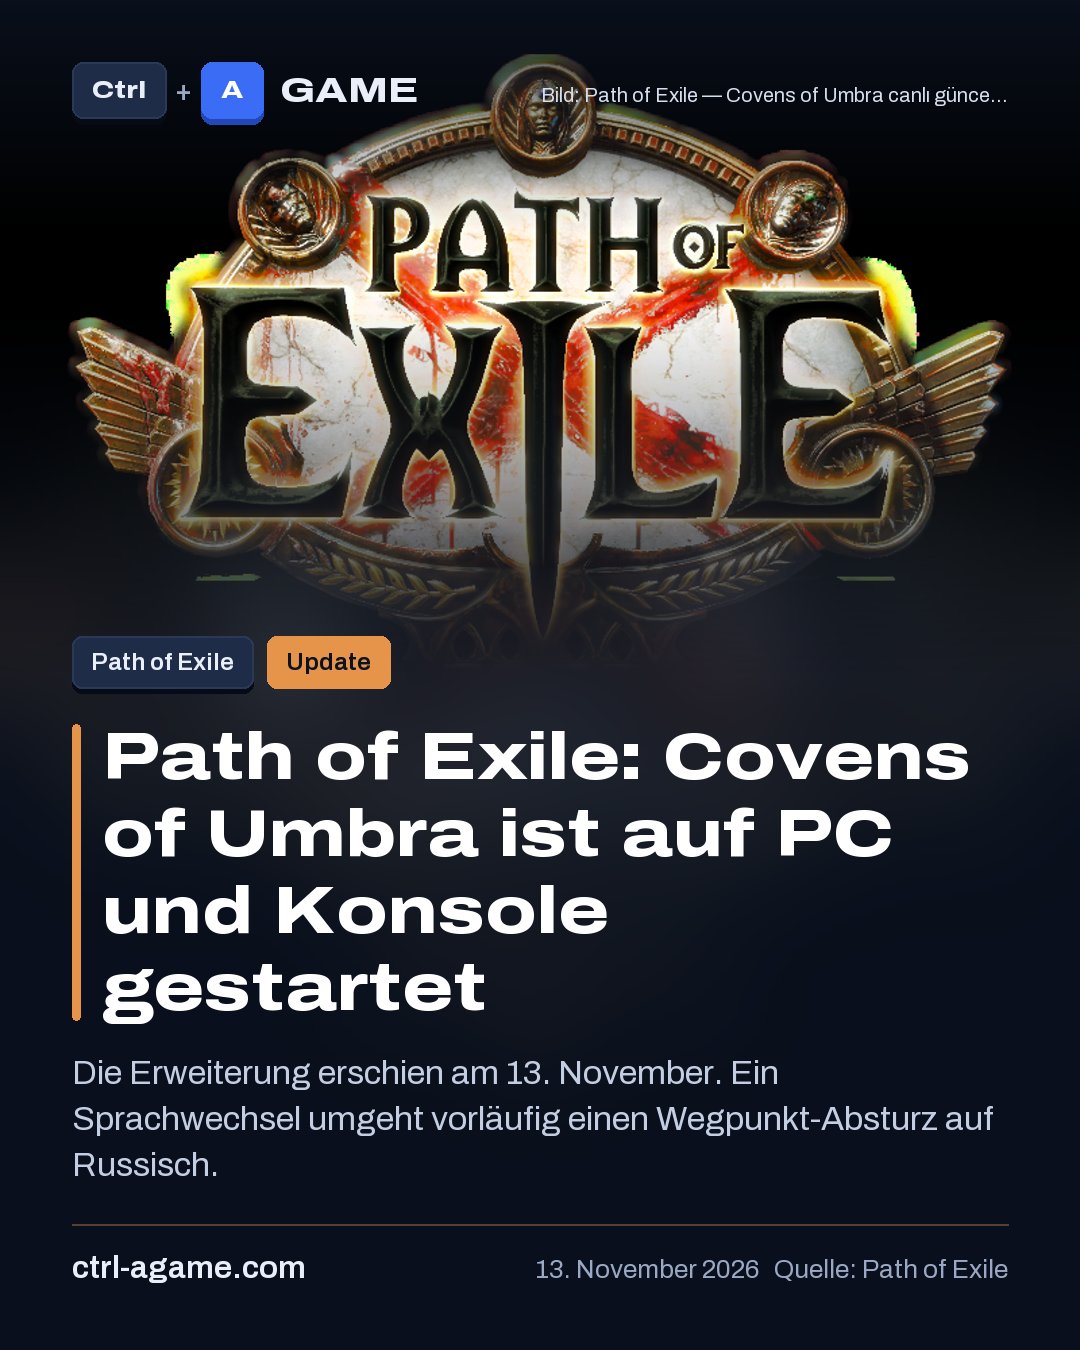 Ctrl + A GAME
Bild: Path of Exile — Covens of Umbra canlı günce...
PATH OF
EXILE
Path of Exile
Update
Path of Exile: Covens
of Umbra ist auf PC
und Konsole
gestartet
Die Erweiterung erschien am 13. November. Ein
Sprachwechsel umgeht vorläufig einen Wegpunkt-Absturz auf
Russisch.
ctrl-agame.com
13. November 2026 Quelle: Path of Exile